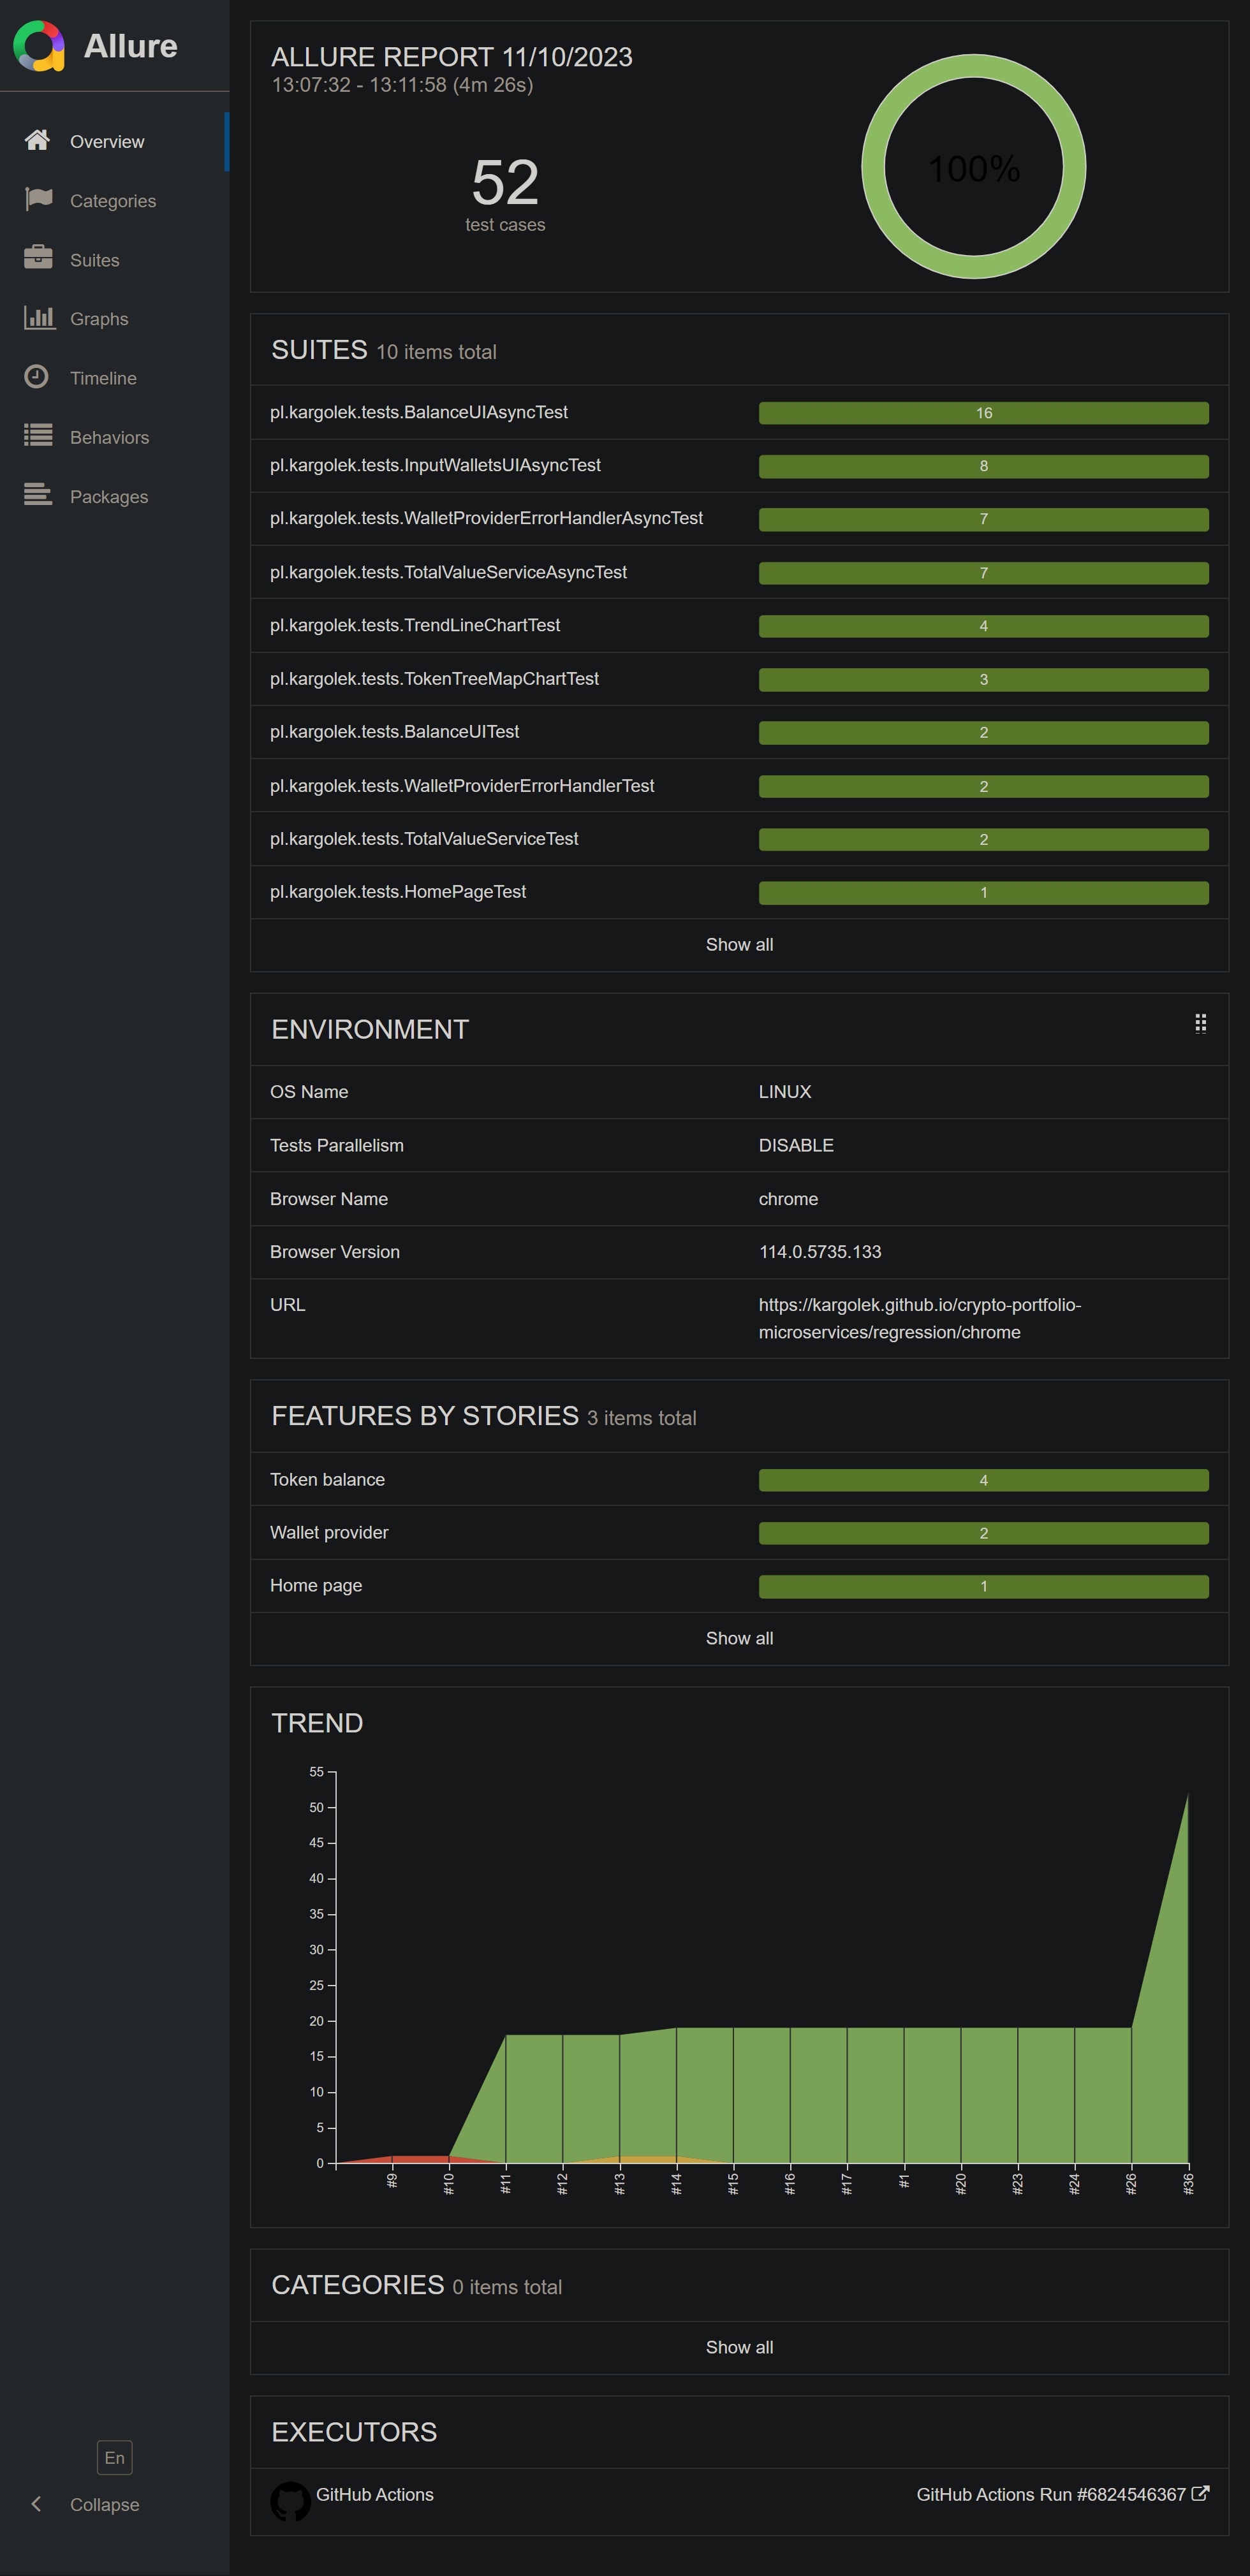 Allure
Overview
Categories
Suites
Graphs
Timeline
Behaviors
Packages
En
Collapse
ALLURE REPORT 11/10/2023
13:07:32 - 13:11:58 (4m 26s)
52
test cases
100%
SUITES 10 items total
pl.kargolek.tests.BalanceUIAsyncTest 16
pl.kargolek.tests.InputWalletsUIAsyncTest 8
pl.kargolek.tests.WalletProviderErrorHandlerAsyncTest 7
pl.kargolek.tests.TotalValueServiceAsyncTest 7
pl.kargolek.tests.TrendLineChartTest 4
pl.kargolek.tests.TokenTreeMapChartTest 3
pl.kargolek.tests.BalanceUITest 2
pl.kargolek.tests.WalletProviderErrorHandlerTest 2
pl.kargolek.tests.TotalValueServiceTest 2
pl.kargolek.tests.HomePageTest 1
Show all
ENVIRONMENT
OS Name LINUX
Tests Parallelism DISABLE
Browser Name chrome
Browser Version 114.0.5735.133
URL https://kargolek.github.io/crypto-portfolio-
microservices/regression/chrome
FEATURES BY STORIES 3 items total
Token balance 4
Wallet provider 2
Home page 1
Show all
TREND
55
50
45
40
35
30
25
20
15
10
5
0
#9 #10 #11 #12 #13 #14 #15 #16 #17 #1 #20 #23 #24 #26 #36
CATEGORIES 0 items total
Show all
EXECUTORS
GitHub Actions GitHub Actions Run #6824546367